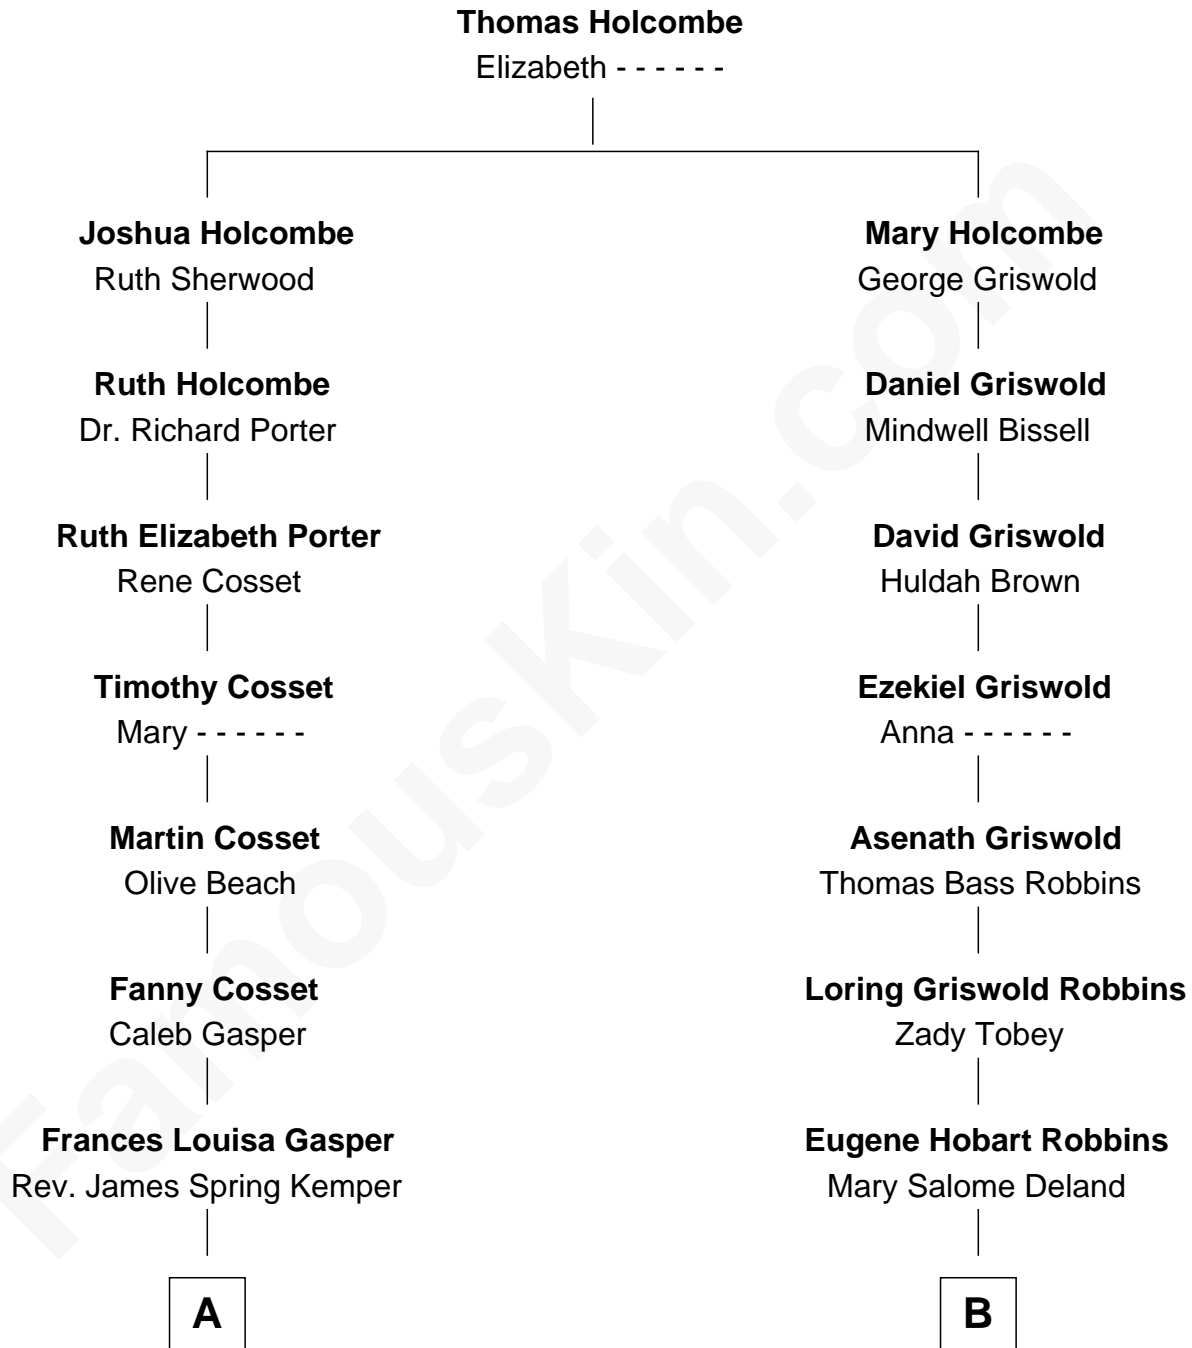 Thomas Holcombe
Elizabeth - - - - - -
Joshua Holcombe
Ruth Sherwood
Mary Holcombe
George Griswold
Ruth Holcombe
Dr. Richard Porter
Daniel Griswold
Mindwell Bissell
Ruth Elizabeth Porter
Rene Cosset
David Griswold
Huldah Brown
Timothy Cosset
Mary - - - - - -
Ezekiel Griswold
Anna - - - - - -
Martin Cosset
Olive Beach
Asenath Griswold
Thomas Bass Robbins
Fanny Cosset
Caleb Gasper
Loring Griswold Robbins
Zady Tobey
Frances Louisa Gasper
Rev. James Spring Kemper
Eugene Hobart Robbins
Mary Salome Deland
A
B
FamousKin.com